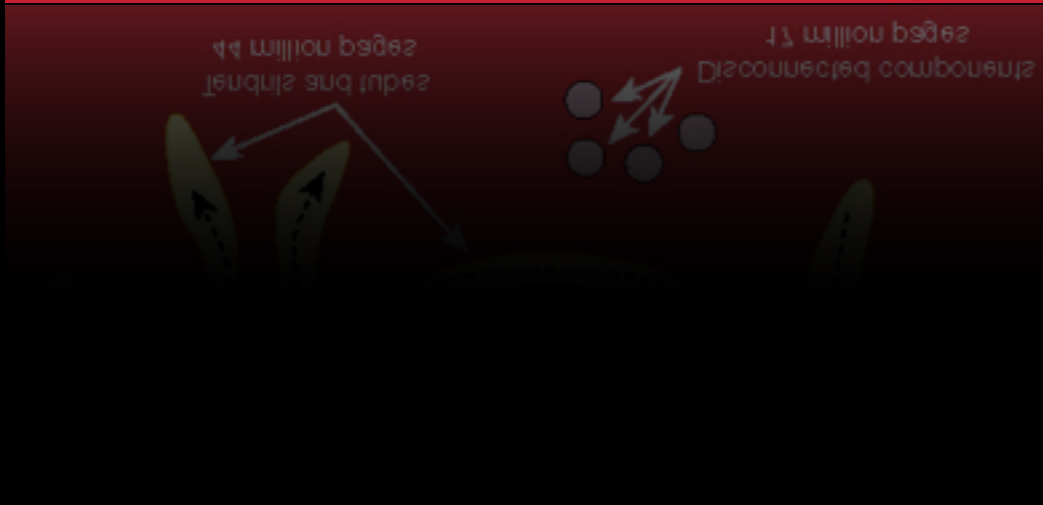 44 million pages
Tendrils and tubes
17 million pages
Disconnected components